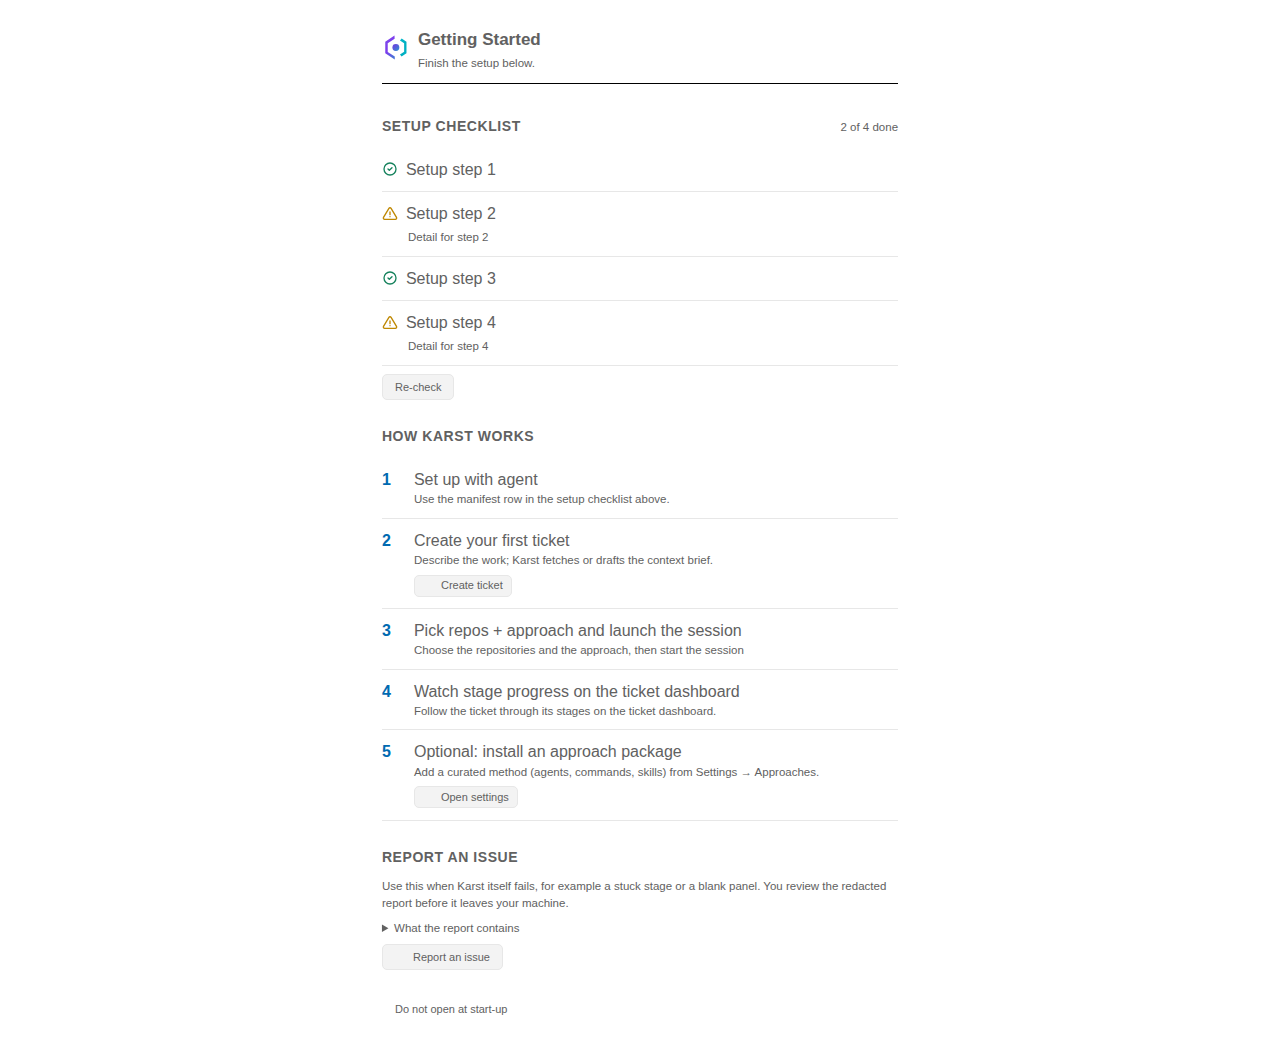 Getting Started
Finish the setup below.
SETUP CHECKLIST
2 of 4 done
Setup step 1
Setup step 2
Detail for step 2
Setup step 3
Setup step 4
Detail for step 4
Re-check
HOW KARST WORKS
1 Set up with agent
Use the manifest row in the setup checklist above.
2 Create your first ticket
Describe the work; Karst fetches or drafts the context brief.
Create ticket
3 Pick repos + approach and launch the session
Choose the repositories and the approach, then start the session
4 Watch stage progress on the ticket dashboard
Follow the ticket through its stages on the ticket dashboard.
5 Optional: install an approach package
Add a curated method (agents, commands, skills) from Settings → Approaches.
Open settings
REPORT AN ISSUE
Use this when Karst itself fails, for example a stuck stage or a blank panel. You review the redacted
report before it leaves your machine.
What the report contains
Report an issue
Do not open at start-up